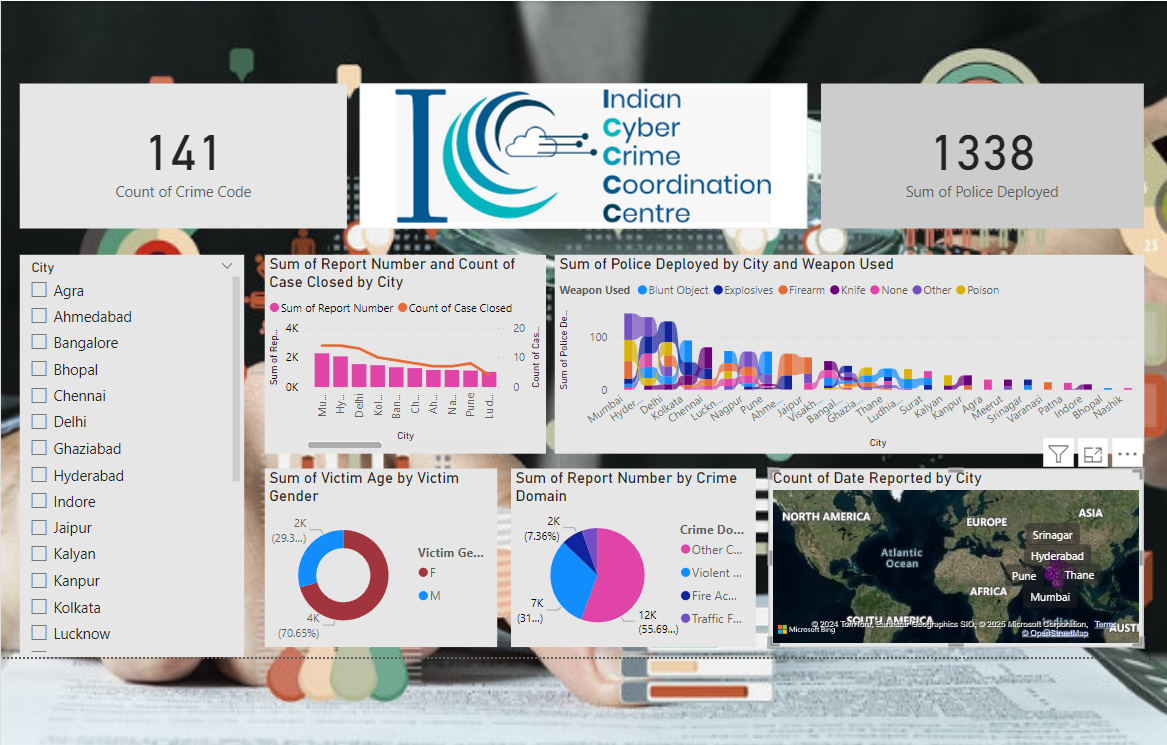 141
Count of Crime Code
Indian
Cyber
Crime
Coordination
Centre
1338
Sum of Police Deployed
City
Agra
Ahmedabad
Bangalore
Bhopal
Chennai
Delhi
Ghaziabad
Hyderabad
Indore
Jaipur
Kalyan
Kanpur
Kolkata
Lucknow
Sum of Report Number and Count of
Case Closed by City
Sum of Report Number Count of Case Closed
4K
2K
0K
20
10
0
Sum of Rep...
Count of Cas...
Mu... Hy... Delhi Kol... Ban... Ch... Ah... Na... Pune Lud...
City
Sum of Police Deployed by City and Weapon Used
Weapon Used Blunt Object Explosives Firearm Knife None Other Poison
Sum of Police De...
100
0
Mumbai Hyder... Delhi Kolkata Chennai Luckn... Nagpur Pune Ahme... Jaipur Visakh... Bangal... Ghazia... Thane Ludhia... Surat Kalyan Kanpur Agra Meerut Srinagar Varanasi Patna Indore Bhopal Nashik
City
Sum of Victim Age by Victim
Gender
2K
(29.3...)
4K
(70.65%)
Victim Ge...
F
M
Sum of Report Number by Crime
Domain
2K
(7.36%)
7K
(31...)
12K
(55.69...)
Crime Do...
Other C...
Violent ...
Fire Ac...
Traffic F...
Count of Date Reported by City
NORTH AMERICA
EUROPE
ASIA
Atlantic
Ocean
AFRICA
SOUTH AMERICA
Srinagar
Hyderabad
Pune
Thane
Mumbai
Microsoft Bing
© 2024 TomTom, Earthstar Geographics SIO, © 2025 Microsoft Corporation, Terms
© OpenStreetMap
AUSTI
23